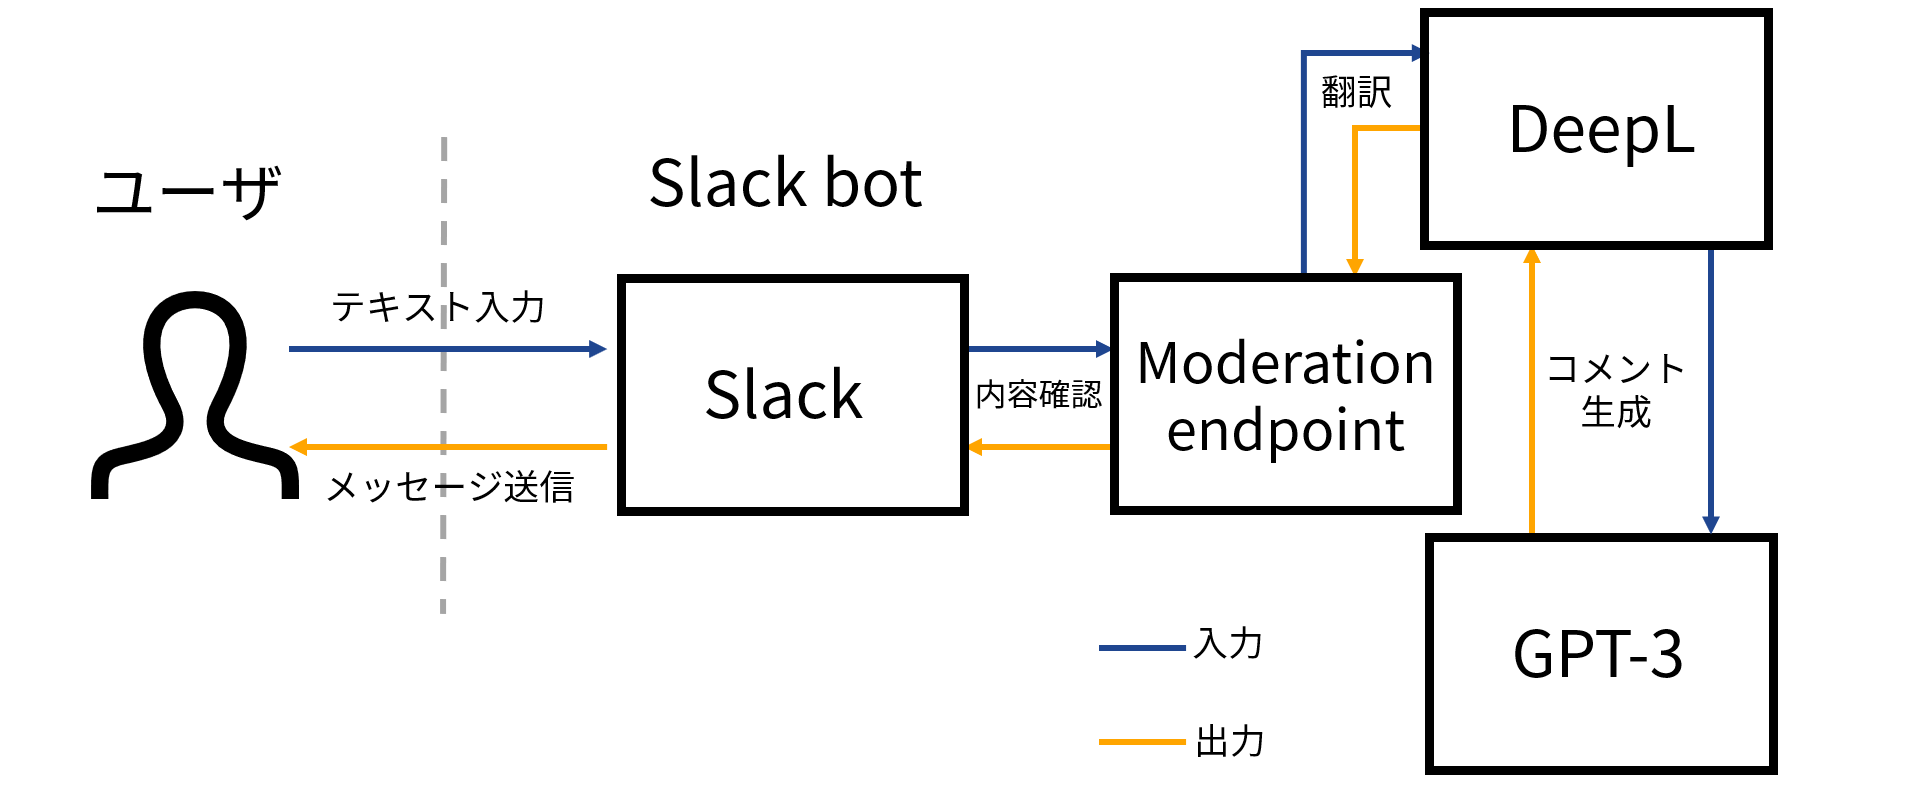 ユーザ
テキスト入力
メッセージ送信
Slack bot
Slack
内容確認
Moderation
endpoint
翻訳
DeepL
コメント
生成
GPT-3
入力
出力